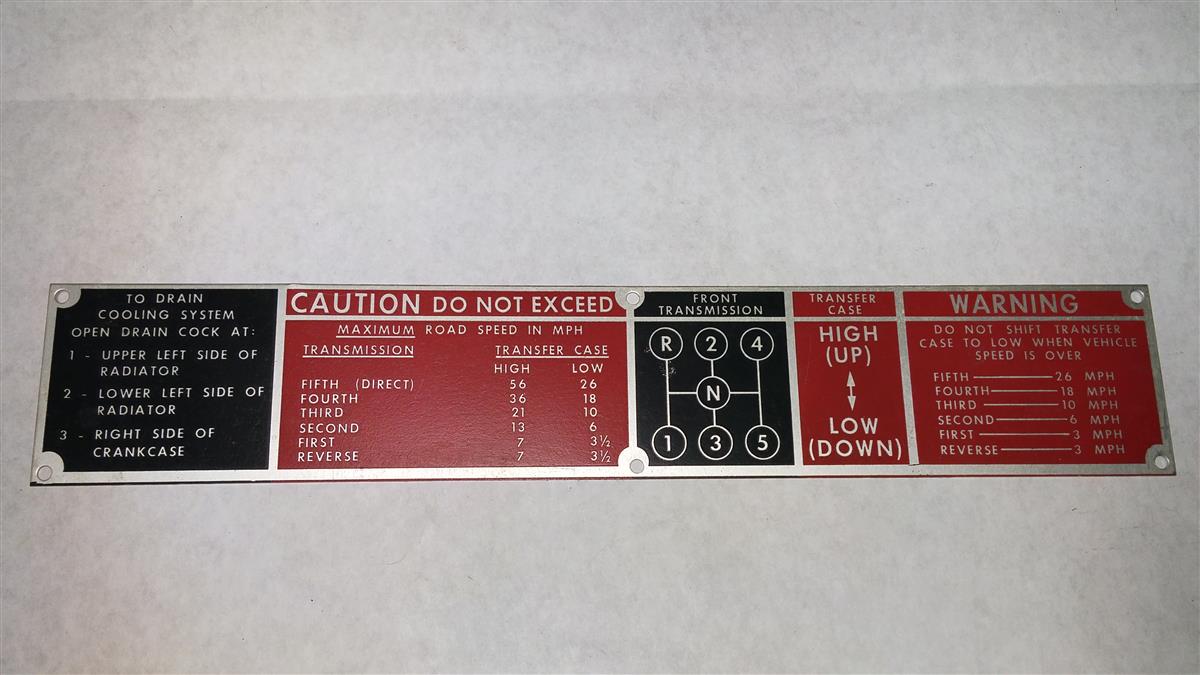 TO DRAIN
COOLING SYSTEM
OPEN DRAIN COCK AT:
1 - UPPER LEFT SIDE OF
RADIATOR
2 - LOWER LEFT SIDE OF
RADIATOR
3 - RIGHT SIDE OF
CRANKCASE
CAUTION DO NOT EXCEED
MAXIMUM ROAD SPEED IN MPH
TRANSMISSION TRANSFER CASE
HIGH LOW
FIFTH (DIRECT) 56 26
FOURTH 36 18
THIRD 21 10
SECOND 13 6
FIRST 7 3½
REVERSE 7 3½
FRONT
TRANSMISSION
R 2 4
N
1 3 5
TRANSFER
CASE
HIGH
(UP)
LOW
(DOWN)
WARNING
DO NOT SHIFT TRANSFER
CASE TO LOW WHEN VEHICLE
SPEED IS OVER
FIFTH 26 MPH
FOURTH 18 MPH
THIRD 10 MPH
SECOND 6 MPH
FIRST 3 MPH
REVERSE 3 MPH